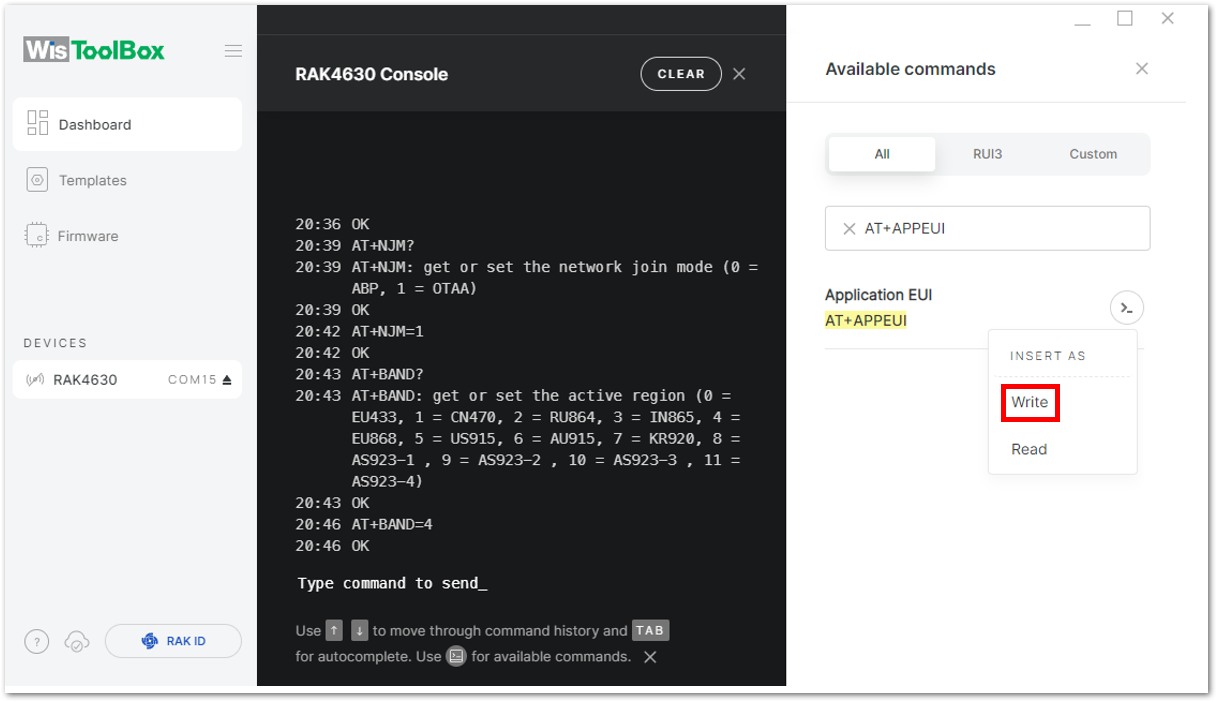 WisToolBox
Dashboard
Templates
Firmware
DEVICES
RAK4630 COM15
?
RAK ID
RAK4630 Console
CLEAR
20:36 OK
20:39 AT+NJM?
20:39 AT+NJM: get or set the network join mode (0 =
ABP, 1 = OTAA)
20:39 OK
20:42 AT+NJM=1
20:42 OK
20:43 AT+BAND?
20:43 AT+BAND: get or set the active region (0 =
EU433, 1 = CN470, 2 = RU864, 3 = IN865, 4 =
EU868, 5 = US915, 6 = AU915, 7 = KR920, 8 =
AS923-1 , 9 = AS923-2 , 10 = AS923-3 , 11 =
AS923-4)
20:43 OK
20:46 AT+BAND=4
20:46 OK
Type command to send_
Use ↑ ↓ to move through command history and TAB
for autocomplete. Use for available commands.
Available commands
All RUI3 Custom
AT+APPEUI
Application EUI
AT+APPEUI
INSERT AS
Write
Read